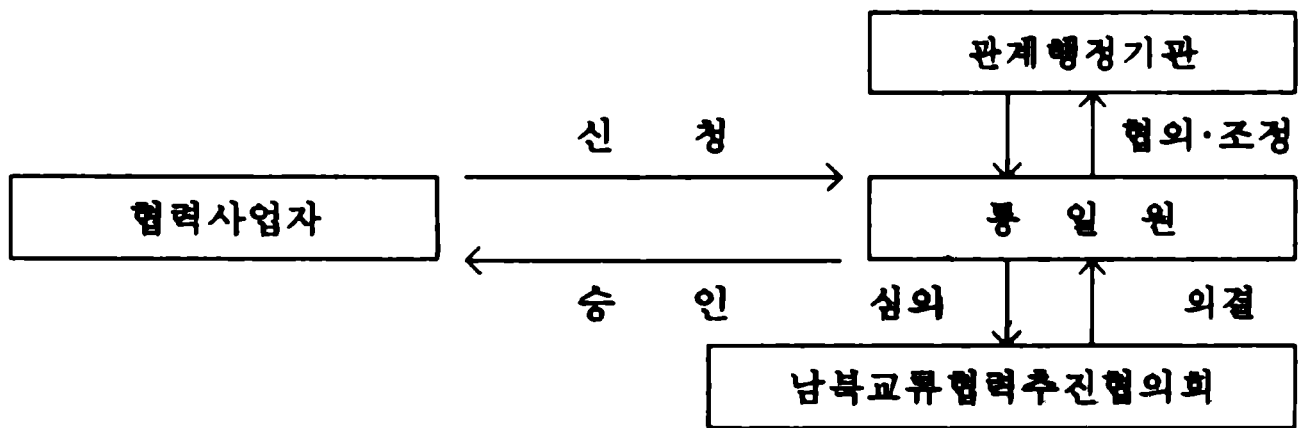 관계행정기관
신 청
협의·조정
협력사업자
통 일 원
승 인
심의
의결
남북교류협력추진협의회